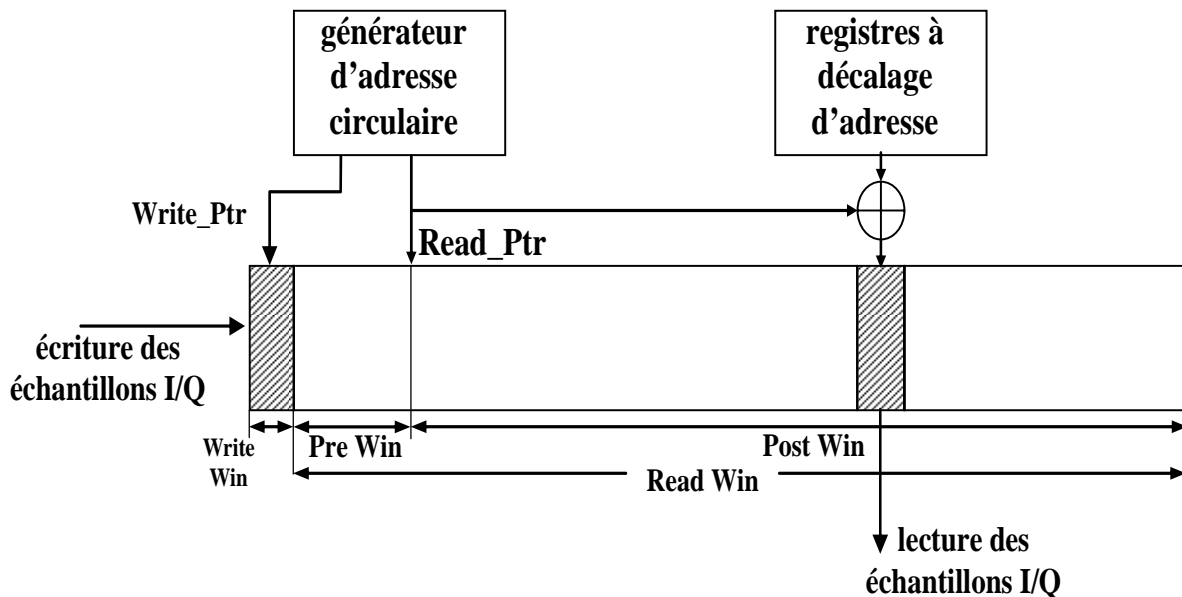 générateur
d'adresse
circulaire
registres à
décalage
d'adresse
Write_Ptr
Read_Ptr
écriture des
échantillons I/Q
Write
Win
Pre Win
Post Win
Read Win
lecture des
échantillons I/Q